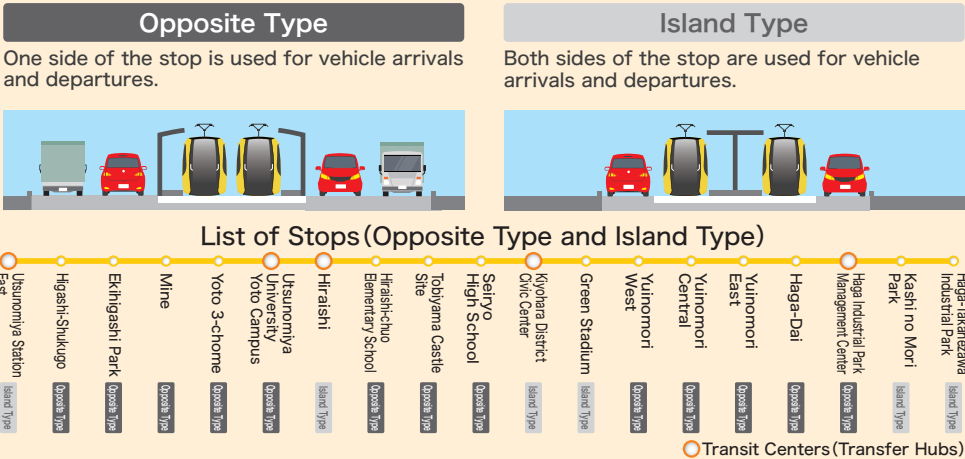 Opposite Type
One side of the stop is used for vehicle arrivals
and departures.
Island Type
Both sides of the stop are used for vehicle
arrivals and departures.
List of Stops(Opposite Type and Island Type)
Utsunomiya Station
East
Higashi-Shukugo
Ekihigashi Park
Mine
Yoto 3-chome
Utsunomiya
University
Yoto Campus
Hiraishi
Hiraishi-chuo
Elementary School
Tobiyama Castle
Site
Seiryo
High School
Kiyohara District
Civic Center
Green Stadium
Yuinomori
West
Yuinomori
Central
Yuinomori
East
Haga-Dai
Haga Industrial Park
Management Center
Kashi no Mori
Park
Haga-Takanezawa
Industrial Park
Island Type
Opposite Type
Opposite Type
Opposite Type
Opposite Type
Opposite Type
Island Type
Opposite Type
Opposite Type
Opposite Type
Island Type
Island Type
Opposite Type
Opposite Type
Opposite Type
Opposite Type
Opposite Type
Island Type
Island Type
Transit Centers(Transfer Hubs)